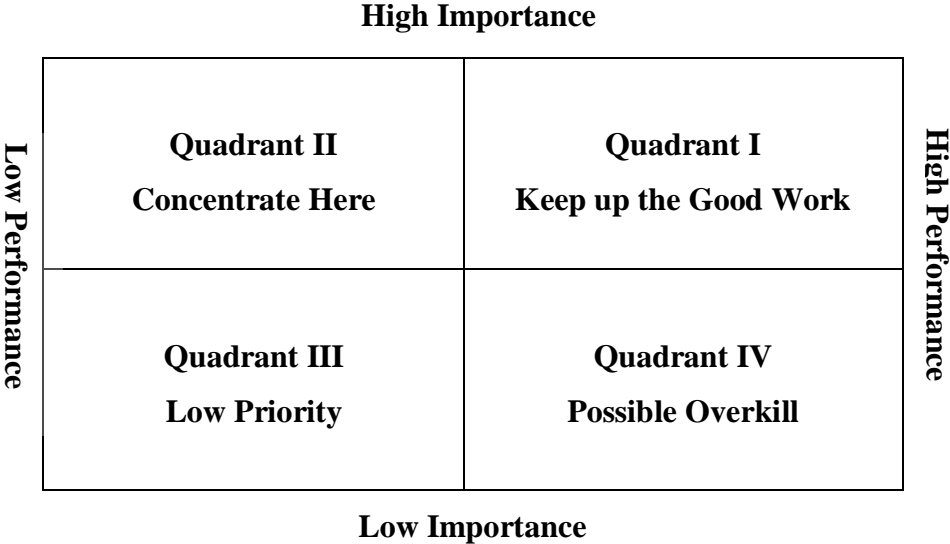 High Importance
Low Performance
Quadrant II
Concentrate Here
Quadrant I
Keep up the Good Work
High Performance
Quadrant III
Low Priority
Quadrant IV
Possible Overkill
Low Importance